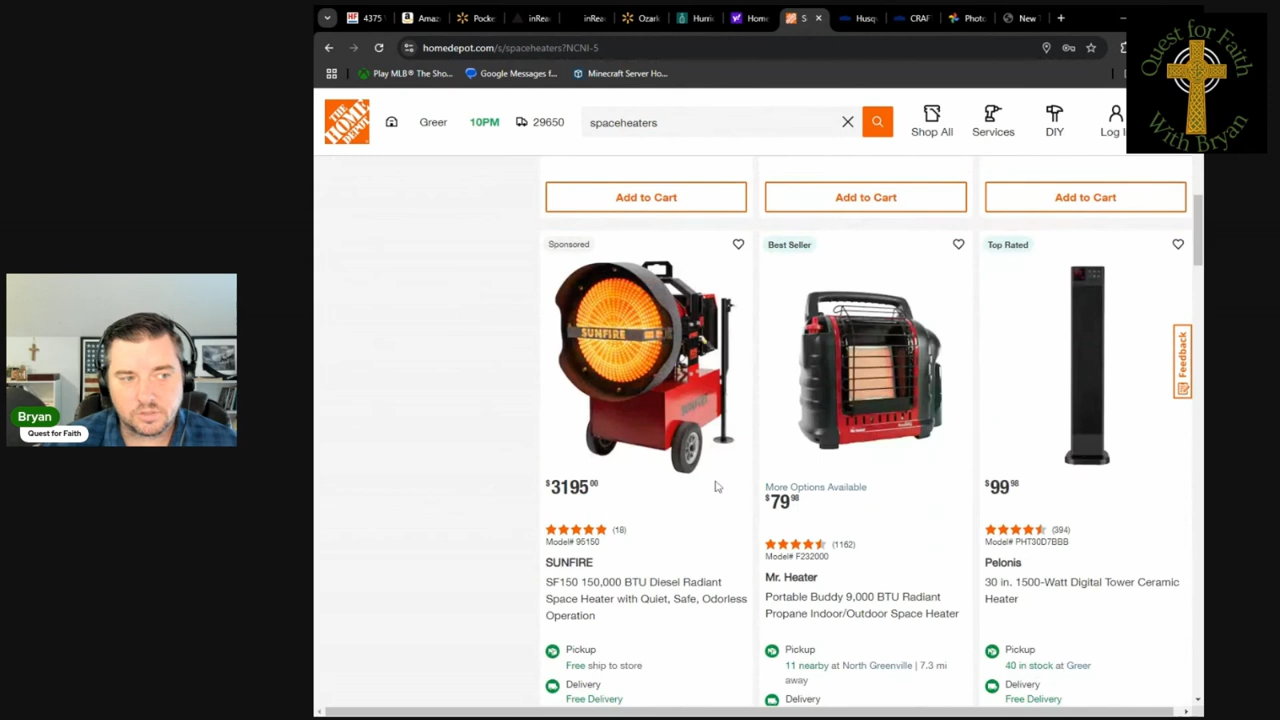 4375
Amaz
Pocke
inRea
inRea
Ozark
Hurric
Home
S
Husq
CRAF
Photo
New T
homedepot.com/s/spaceheaters?NCNI-5
Play MLB® The Sho...
Google Messages f...
Minecraft Server Ho...
Quest for Faith
With Bryan
THE HOME DEPOT
Greer
10PM
29650
spaceheaters
Shop All
Services
DIY
Log I
Add to Cart
Add to Cart
Add to Cart
Sponsored
Best Seller
Top Rated
SUNFIRE
Feedback
$3195 00
More Options Available
$79 98
$99 98
(18)
Model# 95150
(1162)
Model# F232000
(394)
Model# PHT30D7BBB
SUNFIRE
SF150 150,000 BTU Diesel Radiant
Space Heater with Quiet, Safe, Odorless
Operation
Mr. Heater
Portable Buddy 9,000 BTU Radiant
Propane Indoor/Outdoor Space Heater
Pelonis
30 in. 1500-Watt Digital Tower Ceramic
Heater
Pickup
Free ship to store
Delivery
Free Delivery
Pickup
11 nearby at North Greenville | 7.3 mi
away
Delivery
Pickup
40 in stock at Greer
Delivery
Free Delivery
Bryan
Quest for Faith